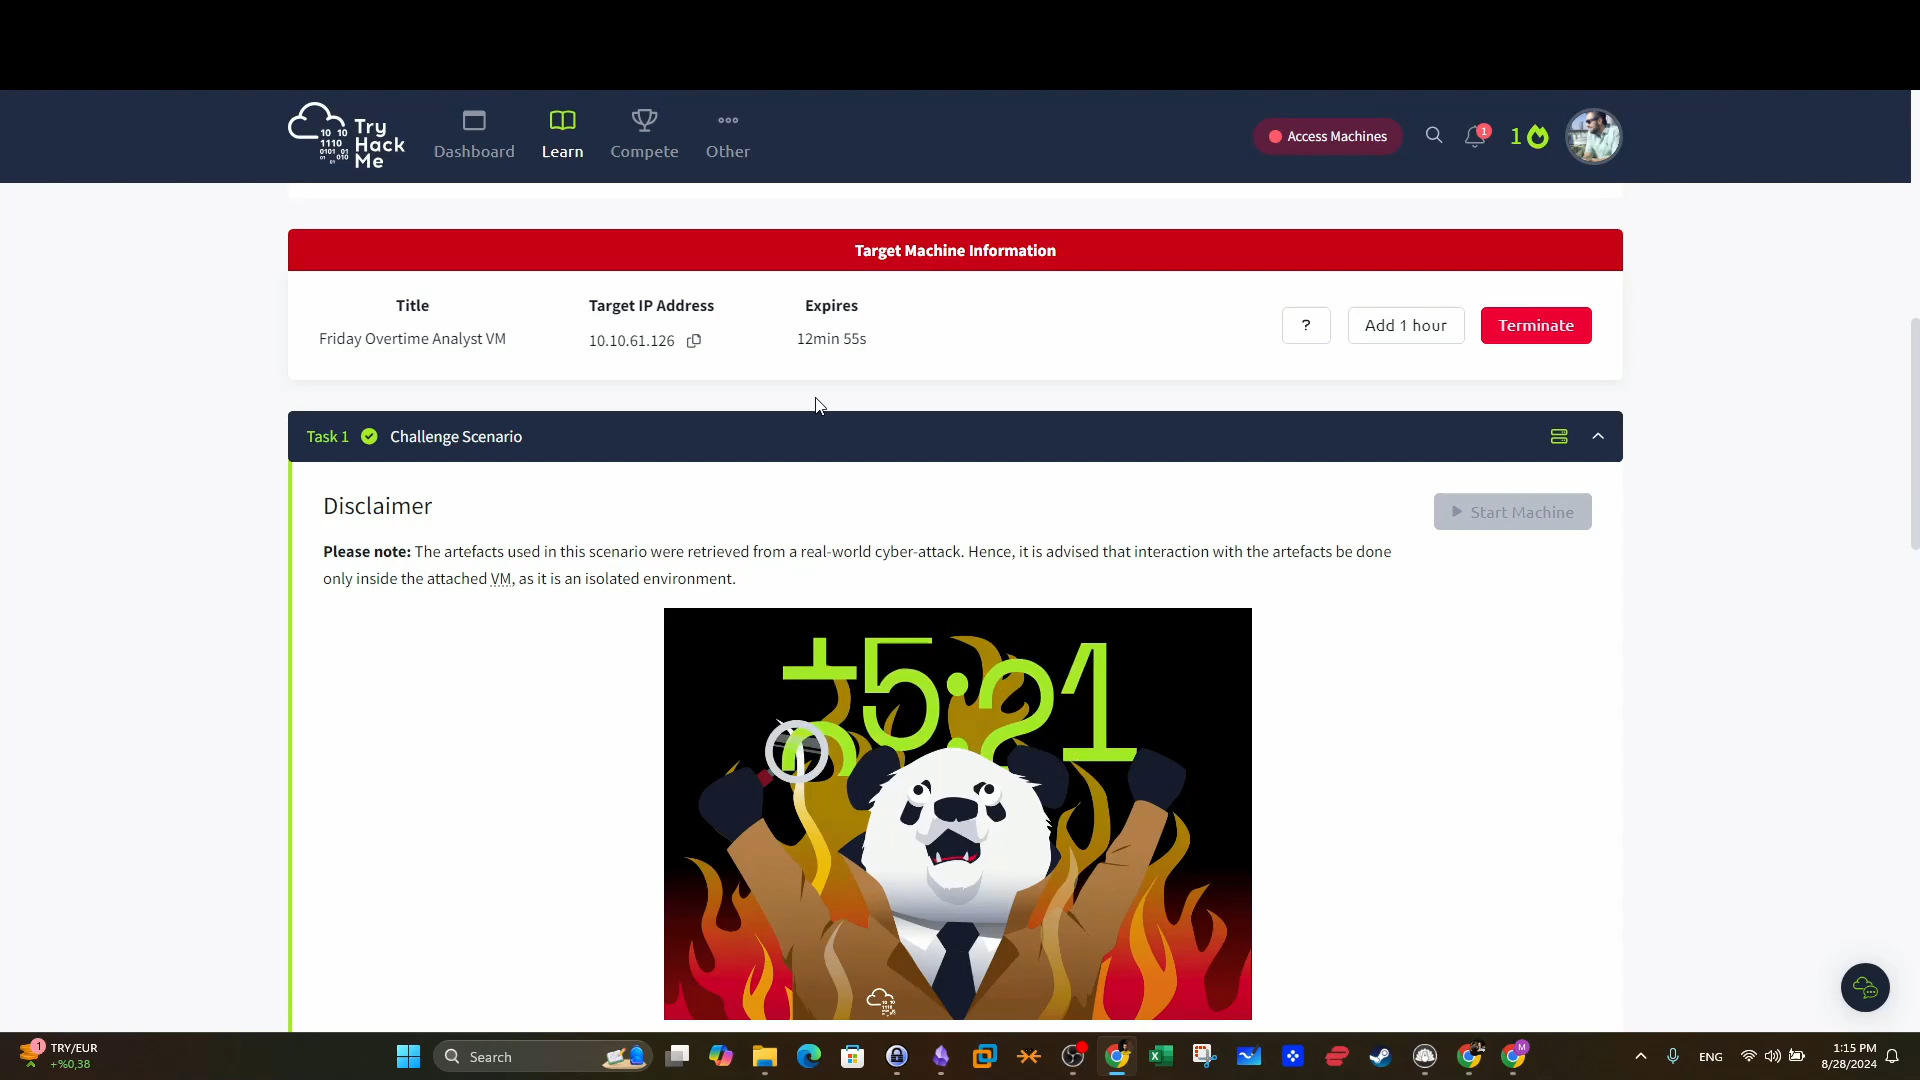 Try
Hack
Me
Dashboard
Learn
Compete
Other
Access Machines
1
1
Target Machine Information
Title
Target IP Address
Expires
Friday Overtime Analyst VM
10.10.61.126
12min 55s
?
Add 1 hour
Terminate
Task 1
Challenge Scenario
Disclaimer
Start Machine
Please note: The artefacts used in this scenario were retrieved from a real-world cyber-attack. Hence, it is advised that interaction with the artefacts be done
only inside the attached VM, as it is an isolated environment.
5:21
1
TRY/EUR
+%0,38
Search
M
ENG
1:15 PM
8/28/2024